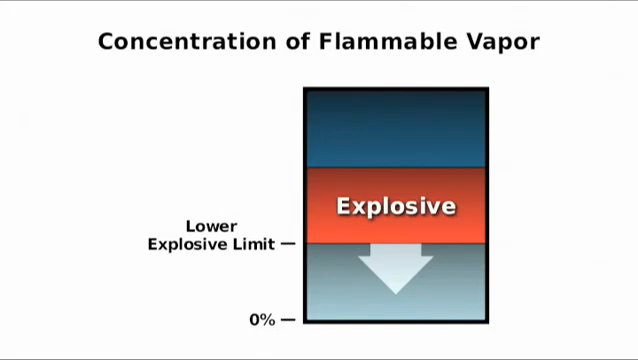 Concentration of Flammable Vapor
Explosive
Lower
Explosive Limit
0%